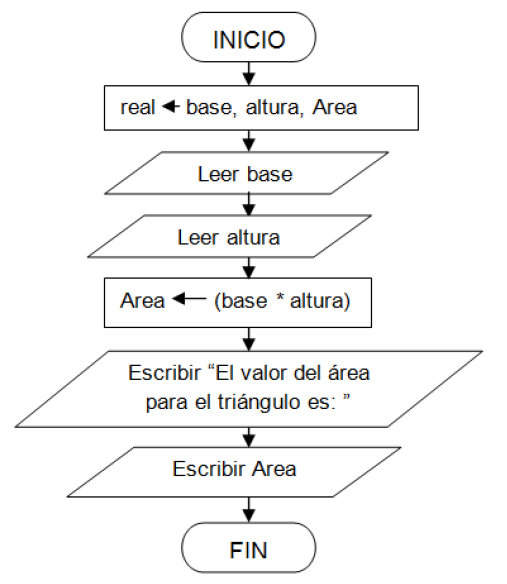 INICIO
real ← base, altura, Area
Leer base
Leer altura
Area ← (base * altura)
Escribir “El valor del área
para el triángulo es: ”
Escribir Area
FIN